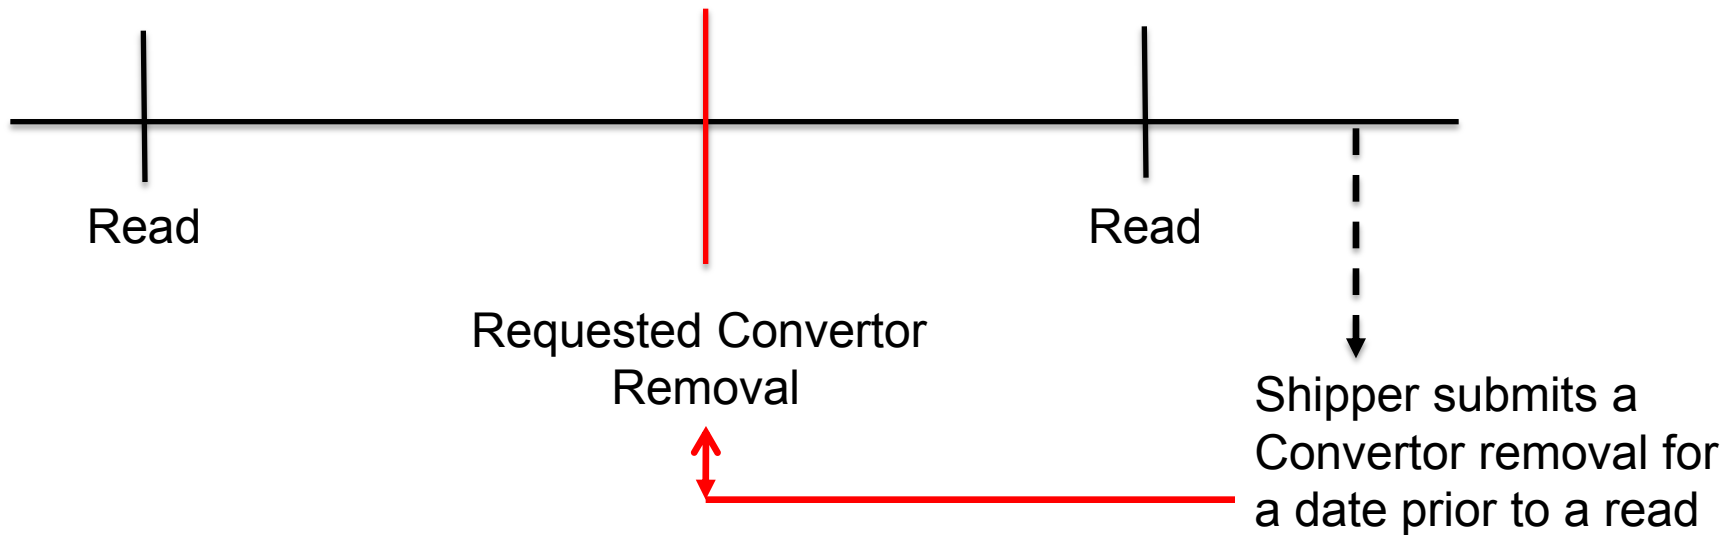 Read
Read
Requested Convertor
Removal
Shipper submits a
Convertor removal for
a date prior to a read